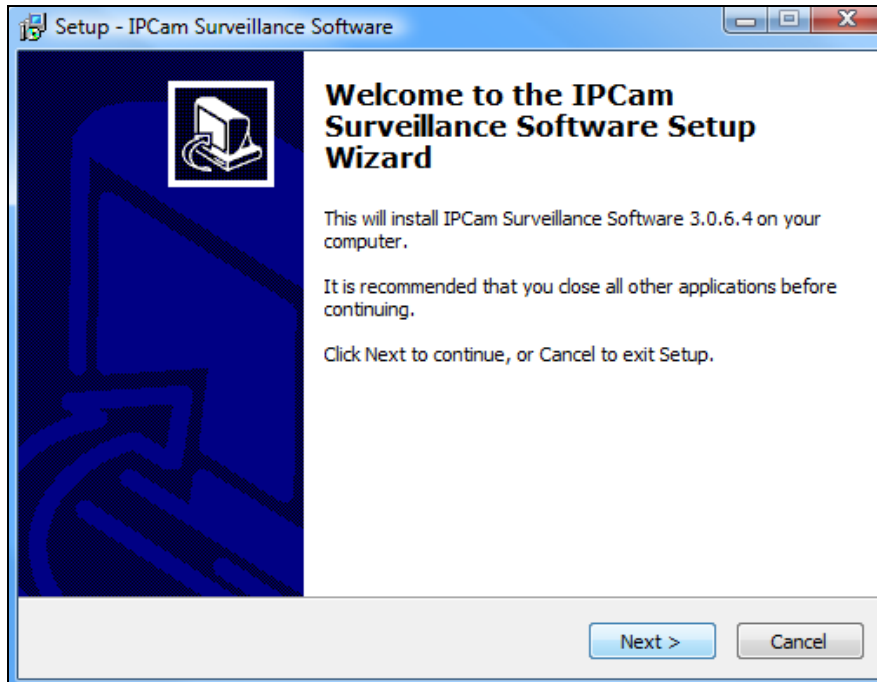 Setup - IPCam Surveillance Software
Welcome to the IPCam
Surveillance Software Setup
Wizard
This will install IPCam Surveillance Software 3.0.6.4 on your
computer.
It is recommended that you close all other applications before
continuing.
Click Next to continue, or Cancel to exit Setup.
Next >
Cancel